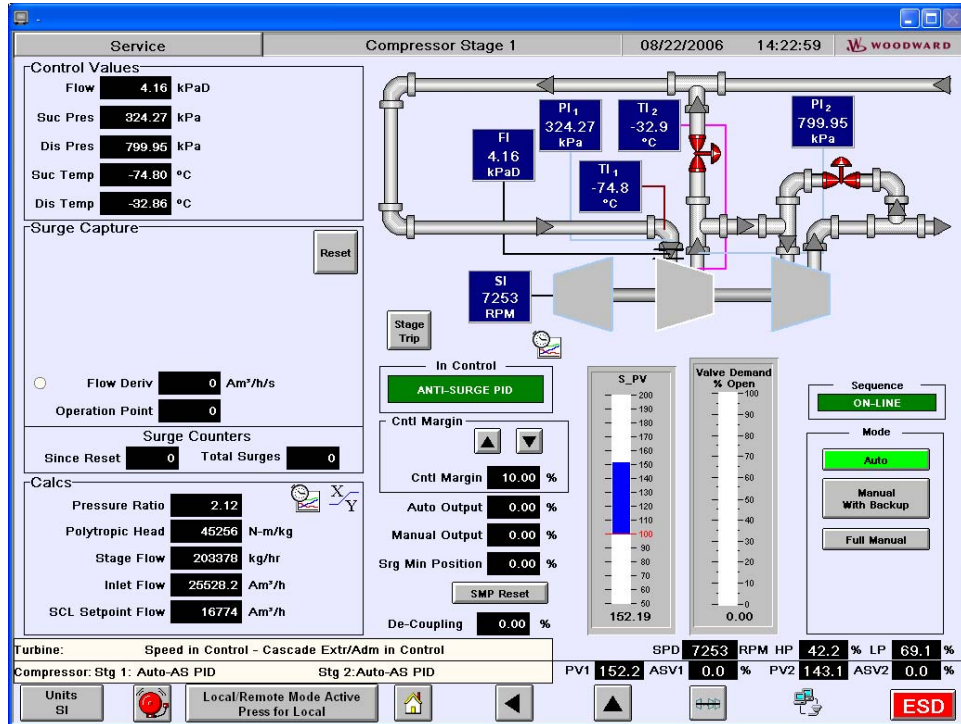 Service Compressor Stage 1 08/22/2006 14:22:59 WOODWARD
Control Values
Flow 4.16 kPaD
Suc Pres 324.27 kPa
Dis Pres 799.95 kPa
Suc Temp -74.80 °C
Dis Temp -32.86 °C
Surge Capture
Reset
Flow Deriv 0 Am³/h/s
Operation Point 0
Surge Counters
Since Reset 0 Total Surges 0
Calcs
X
Y
Pressure Ratio 2.12
Polytropic Head 45256 N-m/kg
Stage Flow 203378 kg/hr
Inlet Flow 25528.2 Am³/h
SCL Setpoint Flow 16774 Am³/h
FI
4.16
kPaD
PI1
324.27
kPa
TI2
-32.9
°C
TI1
-74.8
°C
PI2
799.95
kPa
SI
7253
RPM
Stage
Trip
In Control
ANTI-SURGE PID
Cntl Margin
Cntl Margin 10.00 %
Auto Output 0.00 %
Manual Output 0.00 %
Srg Min Position 0.00 %
SMP Reset
De-Coupling 0.00 %
S_PV
200
190
180
170
160
150
140
130
120
110
100
90
80
70
60
50
152.19
Valve Demand
% Open
100
90
80
70
60
50
40
30
20
10
0
0.00
Sequence
ON-LINE
Mode
Auto
Manual
With Backup
Full Manual
Turbine: Speed in Control - Cascade Extr/Adm in Control SPD 7253 RPM HP 42.2 % LP 69.1 %
Compressor: Stg 1: Auto-AS PID Stg 2:Auto-AS PID PV1 152.2 ASV1 0.0 % PV2 143.1 ASV2 0.0 %
Units
SI
Local/Remote Mode Active
Press for Local
ESD